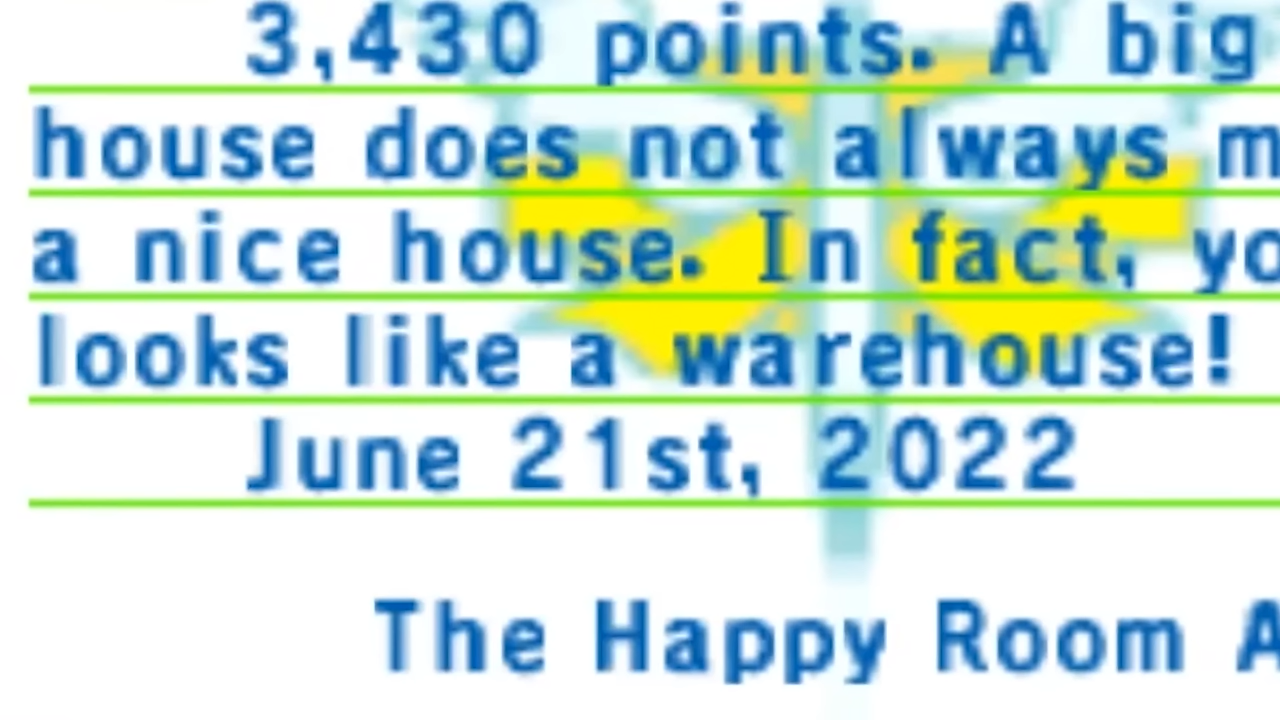 3,430 points. A big
house does not always m
a nice house. In fact, yo
looks like a warehouse!
June 21st, 2022
The Happy Room A